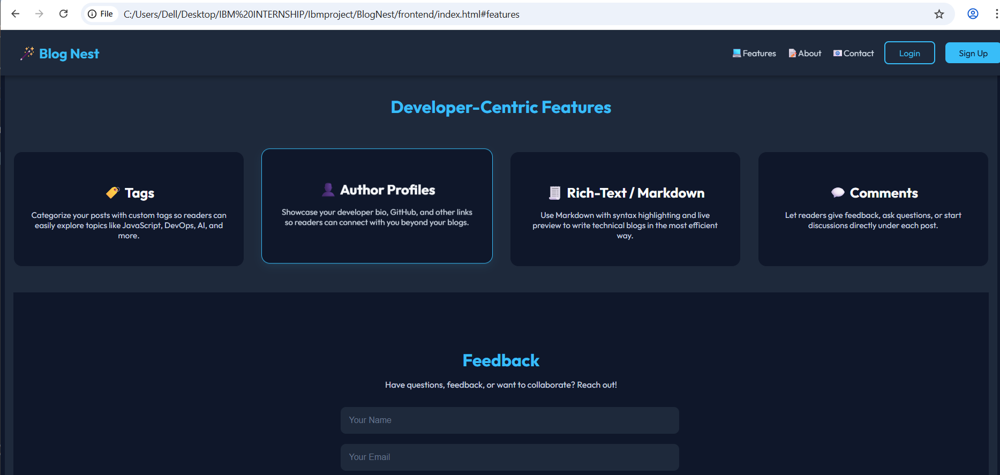 File
C:/Users/Dell/Desktop/IBM%20INTERNSHIP/Ibmproject/BlogNest/frontend/index.html#features
Blog Nest
Features
About
Contact
Login
Sign Up
Developer-Centric Features
Tags
Categorize your posts with custom tags so readers can
easily explore topics like JavaScript, DevOps, AI, and
more.
Author Profiles
Showcase your developer bio, GitHub, and other links
so readers can connect with you beyond your blogs.
Rich-Text / Markdown
Use Markdown with syntax highlighting and live
preview to write technical blogs in the most efficient
way.
Comments
Let readers give feedback, ask questions, or start
discussions directly under each post.
Feedback
Have questions, feedback, or want to collaborate? Reach out!
Your Name
Your Email